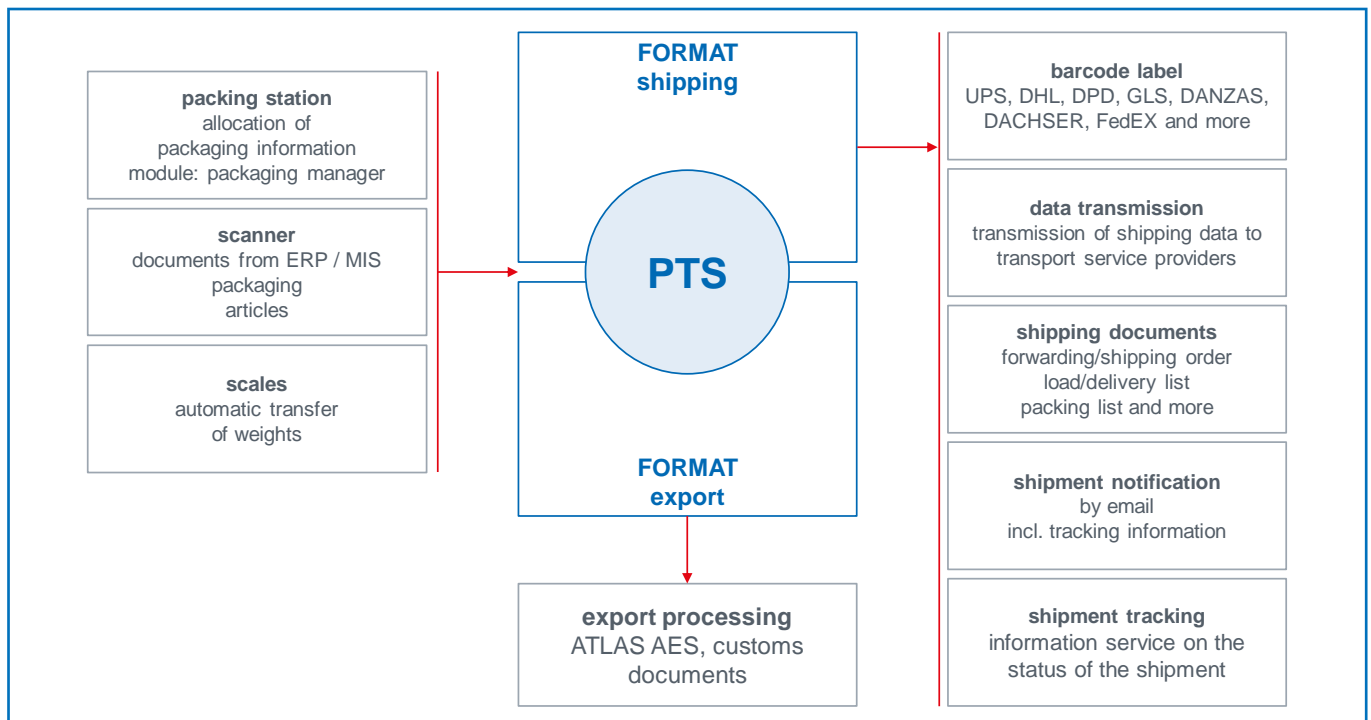 packing station
allocation of
packaging information
module: packaging manager
scanner
documents from ERP / MIS
packaging
articles
scales
automatic transfer
of weights
FORMAT
shipping
PTS
FORMAT
export
export processing
ATLAS AES, customs
documents
barcode label
UPS, DHL, DPD, GLS, DANZAS,
DACHSER, FedEX and more
data transmission
transmission of shipping data to
transport service providers
shipping documents
forwarding/shipping order
load/delivery list
packing list and more
shipment notification
by email
incl. tracking information
shipment tracking
information service on the
status of the shipment